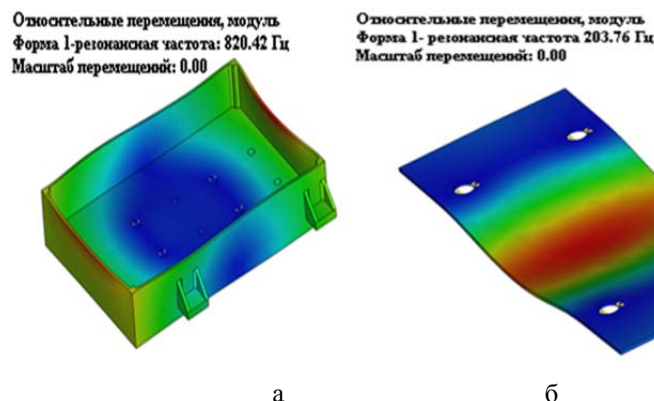 Относительные перемещения, модуль
Форма 1-резонансная частота: 820.42 Гц
Масштаб перемещений: 0.00
Относительные перемещения, модуль
Форма 1- резонансная частота 203.76 Гц
Масштаб перемещений: 0.00
а
б